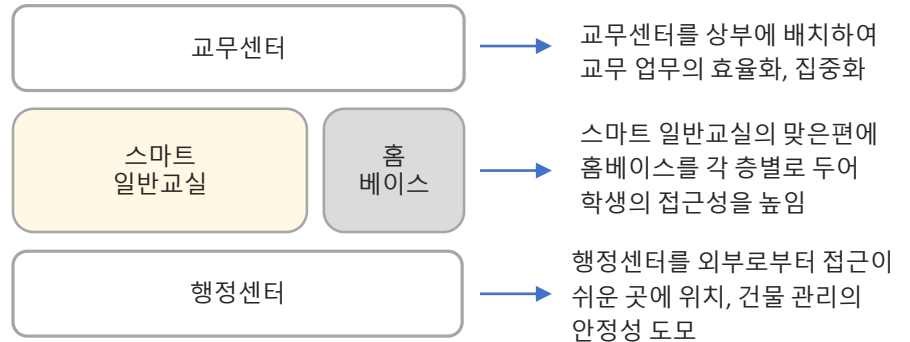 교무센터
교무센터를 상부에 배치하여
교무 업무의 효율화, 집중화
스마트
일반교실
홈
베이스
스마트 일반교실의 맞은편에
홈베이스를 각 층별로 두어
학생의 접근성을 높임
행정센터
행정센터를 외부로부터 접근이
쉬운 곳에 위치, 건물 관리의
안정성 도모